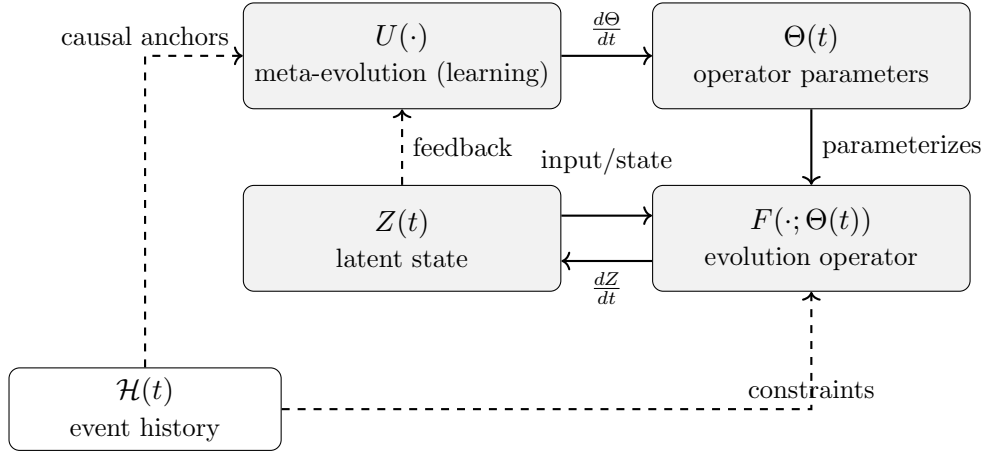 causal anchors
U(·)
meta-evolution (learning)
dΘ/dt
Θ(t)
operator parameters
feedback
input/state
parameterizes
Z(t)
latent state
dZ/dt
F(·; Θ(t))
evolution operator
ℋ(t)
event history
constraints